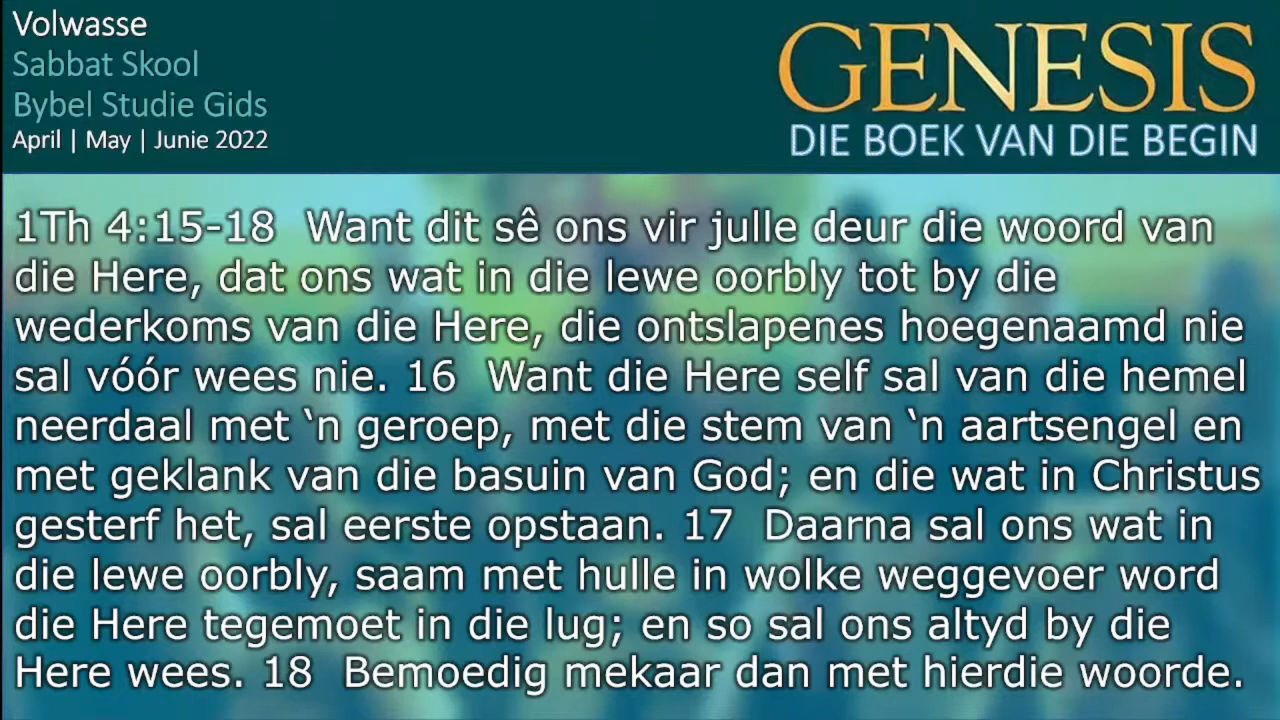 Volwasse
Sabbat Skool
Bybel Studie Gids
April | May | Junie 2022
GENESIS
DIE BOEK VAN DIE BEGIN
1Th 4:15-18  Want dit sê ons vir julle deur die woord van
die Here, dat ons wat in die lewe oorbly tot by die
wederkoms van die Here, die ontslapenes hoegenaamd nie
sal vóór wees nie. 16  Want die Here self sal van die hemel
neerdaal met ‘n geroep, met die stem van ‘n aartsengel en
met geklank van die basuin van God; en die wat in Christus
gesterf het, sal eerste opstaan. 17  Daarna sal ons wat in
die lewe oorbly, saam met hulle in wolke weggevoer word
die Here tegemoet in die lug; en so sal ons altyd by die
Here wees. 18  Bemoedig mekaar dan met hierdie woorde.